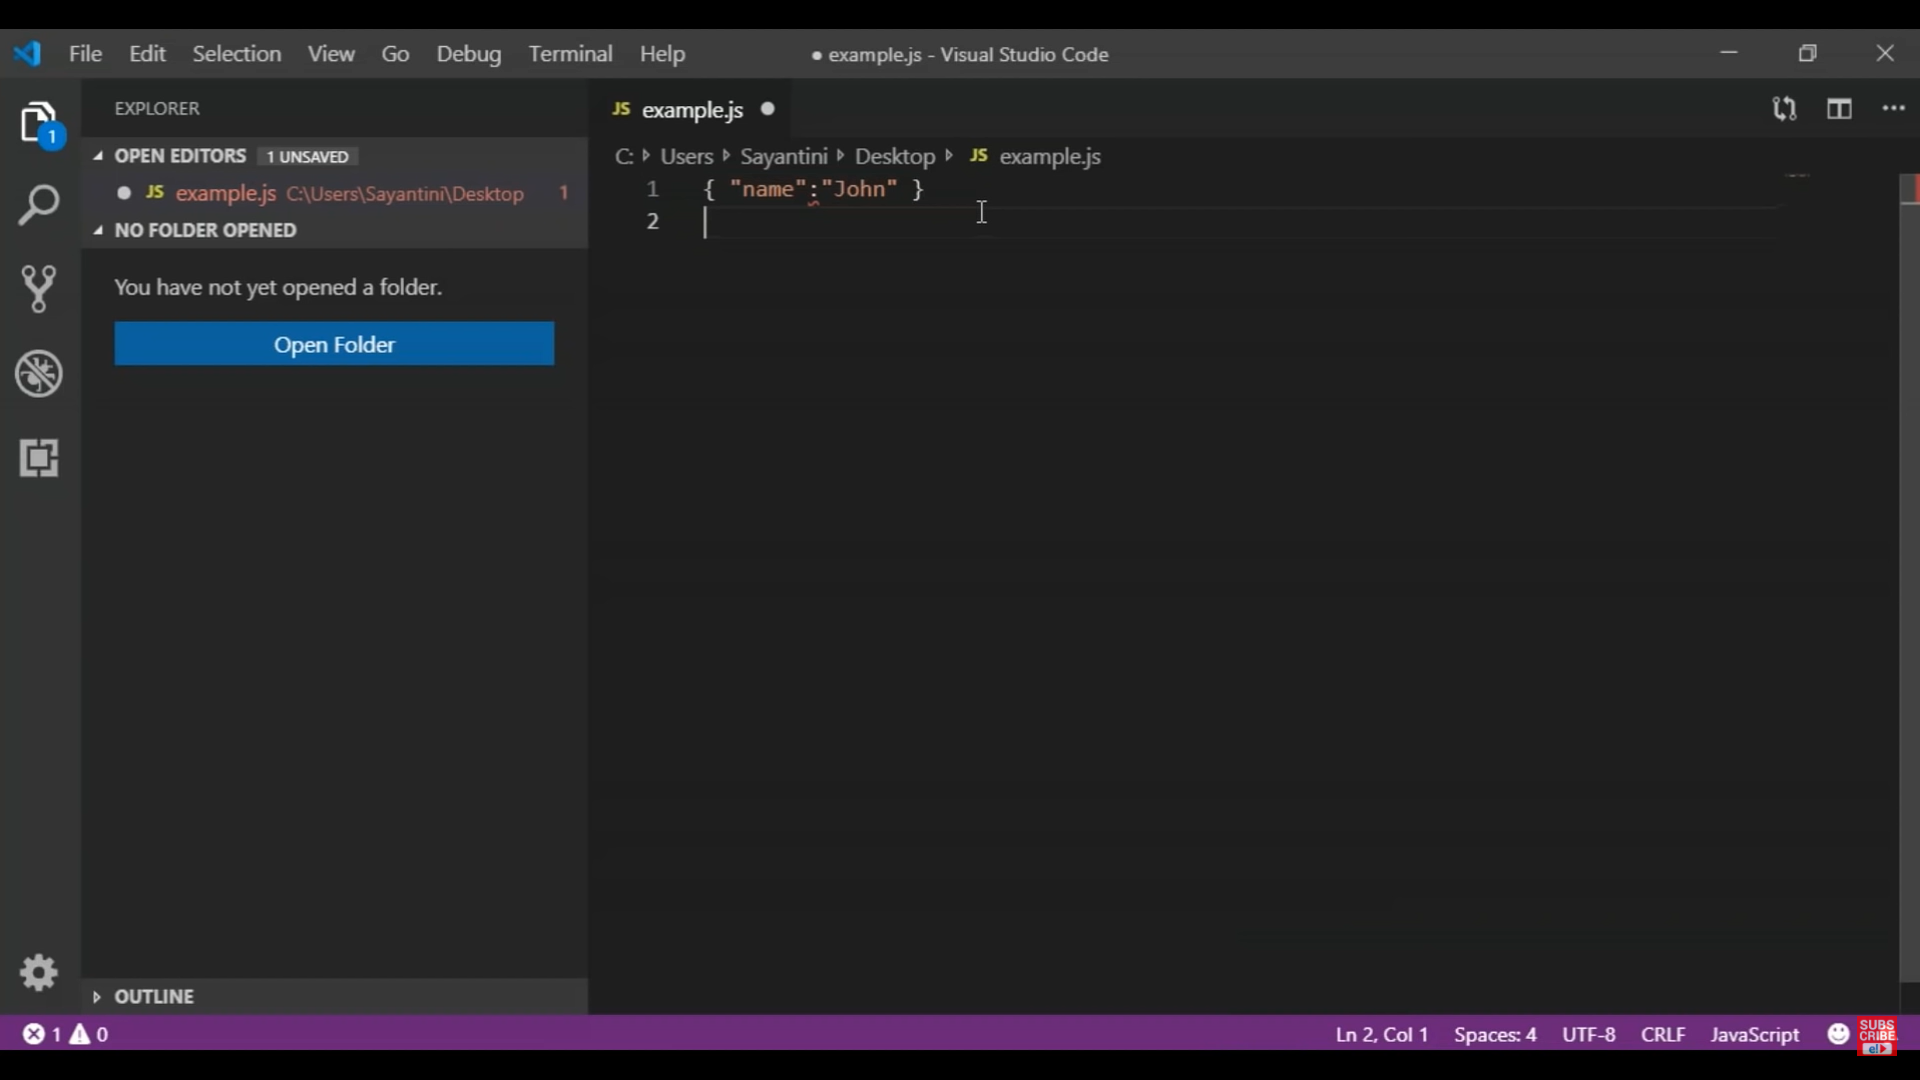 File Edit Selection View Go Debug Terminal Help ● example.js - Visual Studio Code
1
EXPLORER
OPEN EDITORS 1 UNSAVED
● JS example.js C:\Users\Sayantini\Desktop 1
NO FOLDER OPENED
You have not yet opened a folder.
Open Folder
OUTLINE
JS example.js ●
C: Users Sayantini Desktop JS example.js
1 { "name":"John" }
2
1 0
Ln 2, Col 1 Spaces: 4 UTF-8 CRLF JavaScript
SUBS
CRIBE
e!